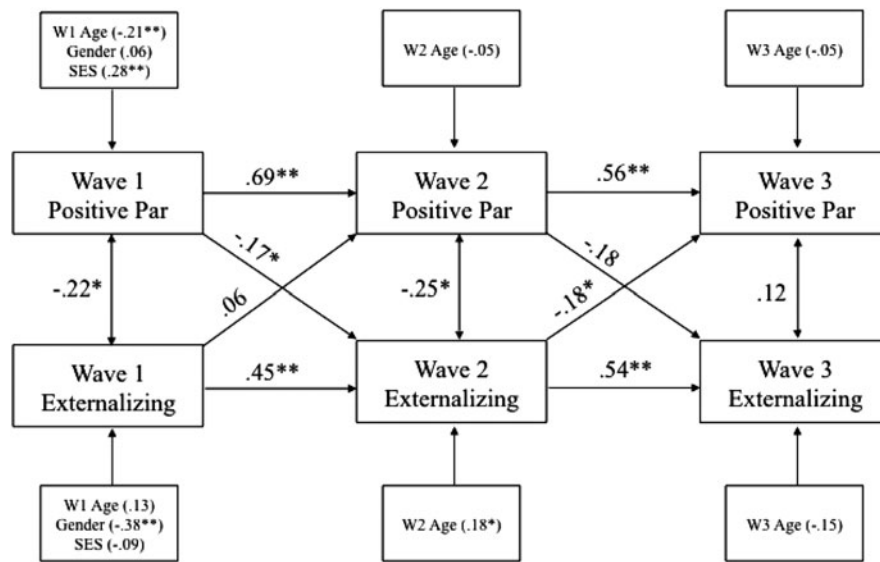 W1 Age (-.21**)
Gender (.06)
SES (.28**)
W2 Age (-.05)
W3 Age (-.05)
Wave 1
Positive Par
.69**
Wave 2
Positive Par
.56**
Wave 3
Positive Par
-.22*
-.17*
.06
-.25*
-.18
-.18*
.12
Wave 1
Externalizing
.45**
Wave 2
Externalizing
.54**
Wave 3
Externalizing
W1 Age (.13)
Gender (-.38**)
SES (-.09)
W2 Age (.18*)
W3 Age (-.15)